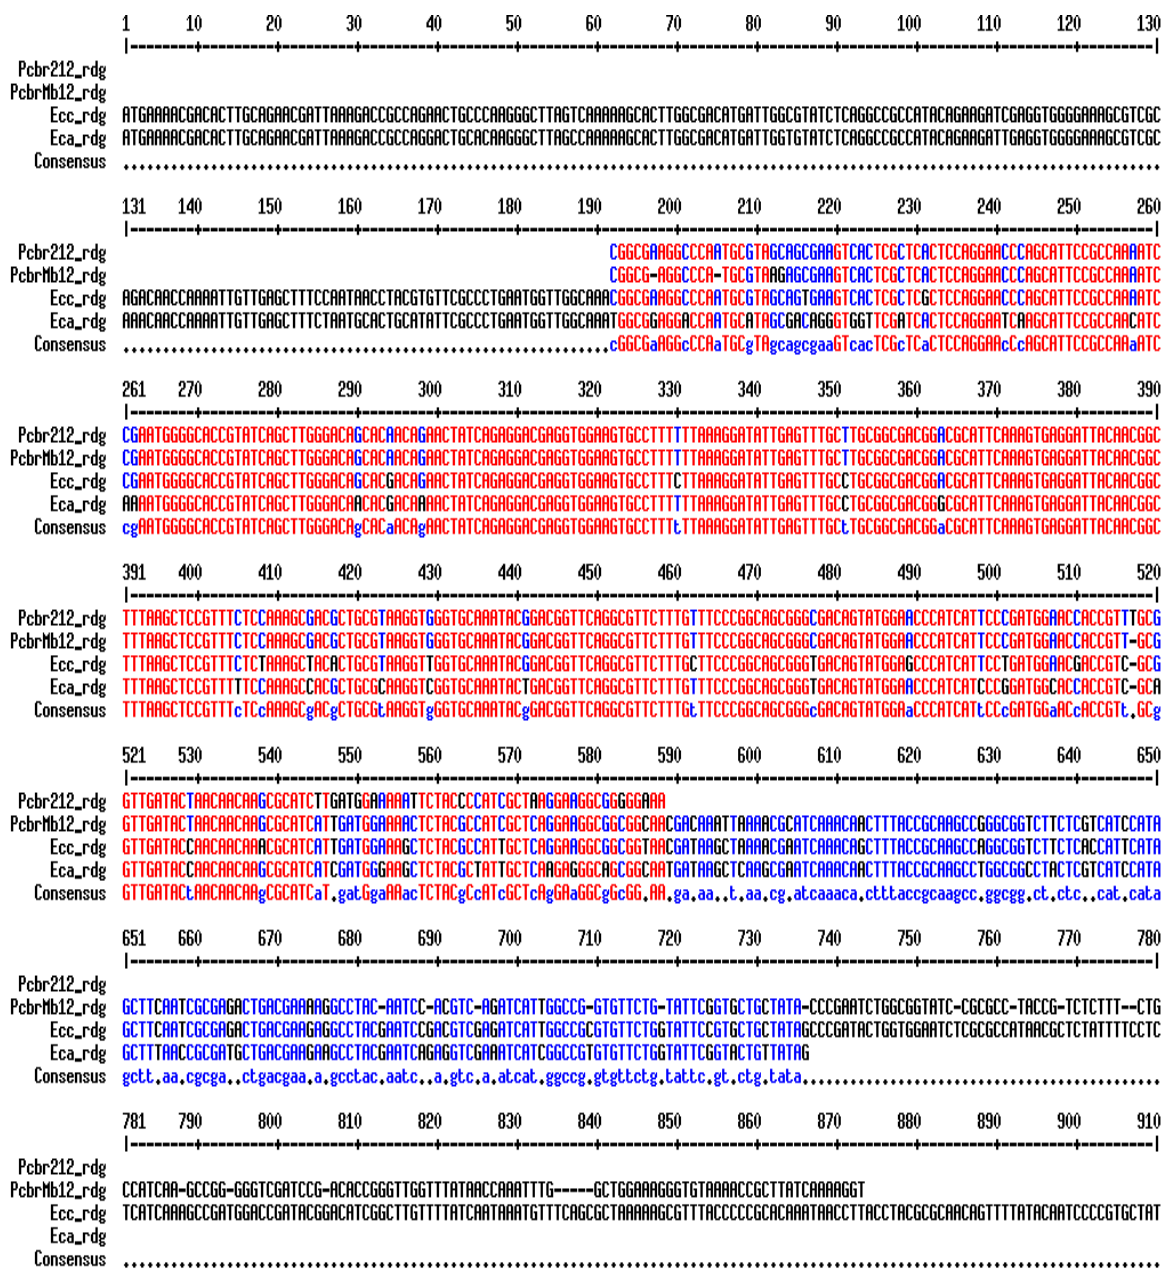 1 10 20 30 40 50 60 70 80 90 100 110 120 130
|--------+---------+---------+---------+---------+---------+---------+---------+---------+---------+---------+---------+---------|
Pcbr212_rdg
PcbrMb12_rdg
Ecc_rdg ATGAAAACGACACTTGCAGAACGATTAAAGACCGCCAGAACTGCCCAAGGGCTTAGTCAAAAAGCACTTGGCGACATGATTGGCGTATCTCAGGCCGCCATACAGAAGATCGAGGTGGGGAAAGCGTCGC
Eca_rdg ATGAAAACGACACTTGCAGAACGATTAAAGACCGCCAGGACTGCACAAGGGCTTAGCCAAAAAGCACTTGGCGACATGATTGGTGTATCTCAGGCCGCCATACAGAAGATTGAGGTGGGGAAAGCGTCGC
Consensus ..................................................................................................................................
131 140 150 160 170 180 190 200 210 220 230 240 250 260
|--------+---------+---------+---------+---------+---------+---------+---------+---------+---------+---------+---------+---------|
Pcbr212_rdg CGGCGAAGGCCCAATGCGTAGCAGCGAAGTCACTCGCTCACTCCAGGAACCCAGCATTCCGCCAAAATC
PcbrMb12_rdg CGGCG-AGGCCCA-TGCGTAAGAGCGAAGTCACTCGCTCACTCCAGGAACCCAGCATTCCGCCAAAATC
Ecc_rdg AGACAACCAAAATTGTTGAGCTTTCCAATAACCTACGTGTTCGCCCTGAATGGTTGGCAAACGGCGAAGGCCCAATGCGTAGCAGTGAAGTCACTCGCTCGCTCCAGGAACCCAGCATTCCGCCAAAATC
Eca_rdg AAACAACCAAAATTGTTGAGCTTTCTAATGCACTGCATATTCGCCCTGAATGGTTGGCAAATGGCGGAGGACCAATGCATAGCGACAGGGTGGTTCGATCACTCCAGGAATCAAGCATTCCGCCAACATC
Consensus .............................................................cGGCGaAGGcCCAaTGCgTAgcagcgaaGTcacTCGcTCaCTCCAGGAAcCcAGCATTCCGCCAAaATC
261 270 280 290 300 310 320 330 340 350 360 370 380 390
|--------+---------+---------+---------+---------+---------+---------+---------+---------+---------+---------+---------+---------|
Pcbr212_rdg CGAATGGGGCACCGTATCAGCTTGGGACAGCACAACAGAACTATCAGAGGACGAGGTGGAAGTGCCTTTTTTAAAGGATATTGAGTTTGCTTGCGGCGACGGACGCATTCAAAGTGAGGATTACAACGGC
PcbrMb12_rdg CGAATGGGGCACCGTATCAGCTTGGGACAGCACAACAGAACTATCAGAGGACGAGGTGGAAGTGCCTTTTTTAAAGGATATTGAGTTTGCTTGCGGCGACGGACGCATTCAAAGTGAGGATTACAACGGC
Ecc_rdg CGAATGGGGCACCGTATCAGCTTGGGACAGCACGACAGAACTATCAGAGGACGAGGTGGAAGTGCCTTTCTTAAAGGATATTGAGTTTGCCTGCGGCGACGGACGCATTCAAAGTGAGGATTACAACGGC
Eca_rdg AAAATGGGGCACCGTATCAGCTTGGGACAACACGACAAAACTATCAGAGGACGAGGTGGAAGTGCCTTTTTTAAAGGATATTGAGTTTGCCTGCGGCGACGGGCGCATTCAAAGTGAGGATTACAACGGC
Consensus cgAATGGGGCACCGTATCAGCTTGGGACAgCACaACAgAACTATCAGAGGACGAGGTGGAAGTGCCTTTtTTAAAGGATATTGAGTTTGCtTGCGGCGACGGaCGCATTCAAAGTGAGGATTACAACGGC
391 400 410 420 430 440 450 460 470 480 490 500 510 520
|--------+---------+---------+---------+---------+---------+---------+---------+---------+---------+---------+---------+---------|
Pcbr212_rdg TTTAAGCTCCGTTTCTCCAAAGCGACGCTGCGTAAGGTGGGTGCAAATACGGACGGTTCAGGCGTTCTTTGTTTCCCGGCAGCGGGCGACAGTATGGAACCCATCATTCCCGATGGAACCACCGTTTGCG
PcbrMb12_rdg TTTAAGCTCCGTTTCTCCAAAGCGACGCTGCGTAAGGTGGGTGCAAATACGGACGGTTCAGGCGTTCTTTGTTTCCCGGCAGCGGGCGACAGTATGGAACCCATCATTCCCGATGGAACCACCGTT-GCG
Ecc_rdg TTTAAGCTCCGTTTCTCTAAAGCTACACTGCGTAAGGTTGGTGCAAATACGGACGGTTCAGGCGTTCTTTGCTTCCCGGCAGCGGGTGACAGTATGGAGCCCATCATTCCTGATGGAACGACCGTC-GCG
Eca_rdg TTTAAGCTCCGTTTTTCCAAAGCCACGCTGCGCAAGGTCGGTGCAAATACTGACGGTTCAGGCGTTCTTTGTTTCCCGGCAGCGGGTGACAGTATGGAACCCATCATCCCGGATGGCACCACCGTC-GCA
Consensus TTTAAGCTCCGTTTcTCcAAAGCgACgCTGCGtAAGGTgGGTGCAAATACgGACGGTTCAGGCGTTCTTTGtTTCCCGGCAGCGGGcGACAGTATGGAaCCCATCATtCCcGATGGaACcACCGTt.GCg
521 530 540 550 560 570 580 590 600 610 620 630 640 650
|--------+---------+---------+---------+---------+---------+---------+---------+---------+---------+---------+---------+---------|
Pcbr212_rdg GTTGATACTAACAACAAGCGCATCTTGATGGAAAAATTCTACCCCATCGCTAAGGAAGGCGGGGGAAA
PcbrMb12_rdg GTTGATACTAACAACAAGCGCATCATTGATGGAAAACTCTACGCCATCGCTCAGGAAGGCGGCGGCAACGACAAATTAAAACGCATCAAACAACTTTACCGCAAGCCGGGCGGTCTTCTCGTCATCCATA
Ecc_rdg GTTGATACCAACAACAAACGCATCATTGATGGAAAGCTCTACGCCATTGCTCAGGAAGGCGGCGGTAACGATAAGCTAAAACGAATCAAACAGCTTTACCGCAAGCCAGGCGGTCTTCTCACCATTCATA
Eca_rdg GTTGATACCAACAACAAGCGCATCATCGATGGGAAGCTCTACGCTATTGCTCAAGAGGGCAGCGGCAATGATAAGCTCAAGCGAATCAAACAACTTTACCGCAAGCCTGGCGGCCTACTCGTCATCCATA
Consensus GTTGATACtAACAACAAgCGCATCaT.gatGgaAAacTCTACgCcATcGCTcAgGAaGGCGgcGG.AA.ga.aa..t.aa.cg.atcaaaca.ctttaccgcaagcc.ggcgg.ct.ctc..cat.cata
651 660 670 680 690 700 710 720 730 740 750 760 770 780
|--------+---------+---------+---------+---------+---------+---------+---------+---------+---------+---------+---------+---------|
Pcbr212_rdg
PcbrMb12_rdg GCTTCAATCGCGAGACTGACGAAAAGGCCTAC-AATCC-ACGTC-AGATCATTGGCCG-GTGTTCTG-TATTCGGTGCTGCTATA-CCCGAATCTGGCGGTATC-CGCGCC-TACCG-TCTCTTT--CTG
Ecc_rdg GCTTCAATCGCGAGACTGACGAAGAGGCCTACGAATCCGACGTCGAGATCATTGGCCGCGTGTTCTGGTATTCCGTGCTGCTATAGCCCGATACTGGTGGAATCTCGCGCCATAACGCTCTATTTTCCTC
Eca_rdg GCTTTAACCGCGATGCTGACGAAGAAGCCTACGAATCAGAGGTCGAAATCATCGGCCGTGTGTTCTGGTATTCGGTACTGTTATAG
Consensus gctt.aa.cgcga..ctgacgaa.a.gcctac.aatc..a.gtc.a.atcat.ggccg.gtgttctg.tattc.gt.ctg.tata.............................................
781 790 800 810 820 830 840 850 860 870 880 890 900 910
|--------+---------+---------+---------+---------+---------+---------+---------+---------+---------+---------+---------+---------|
Pcbr212_rdg
PcbrMb12_rdg CCATCAA-GCCGG-GGGTCGATCCG-ACACCGGGTTGGTTTATAACCAAATTTG-----GCTGGAAAGGGTGTAAAACCGCTTATCAAAAGGT
Ecc_rdg TCATCAAAGCCGATGGACCGATACGGACATCGGCTTGTTTTATCAATAAATGTTTCAGCGCTAAAAAGCGTTTACCCCCGCACAAATAACCTTACCTACGCGCAACAGTTTTATACAATCCCCGTGCTAT
Eca_rdg
Consensus ..................................................................................................................................